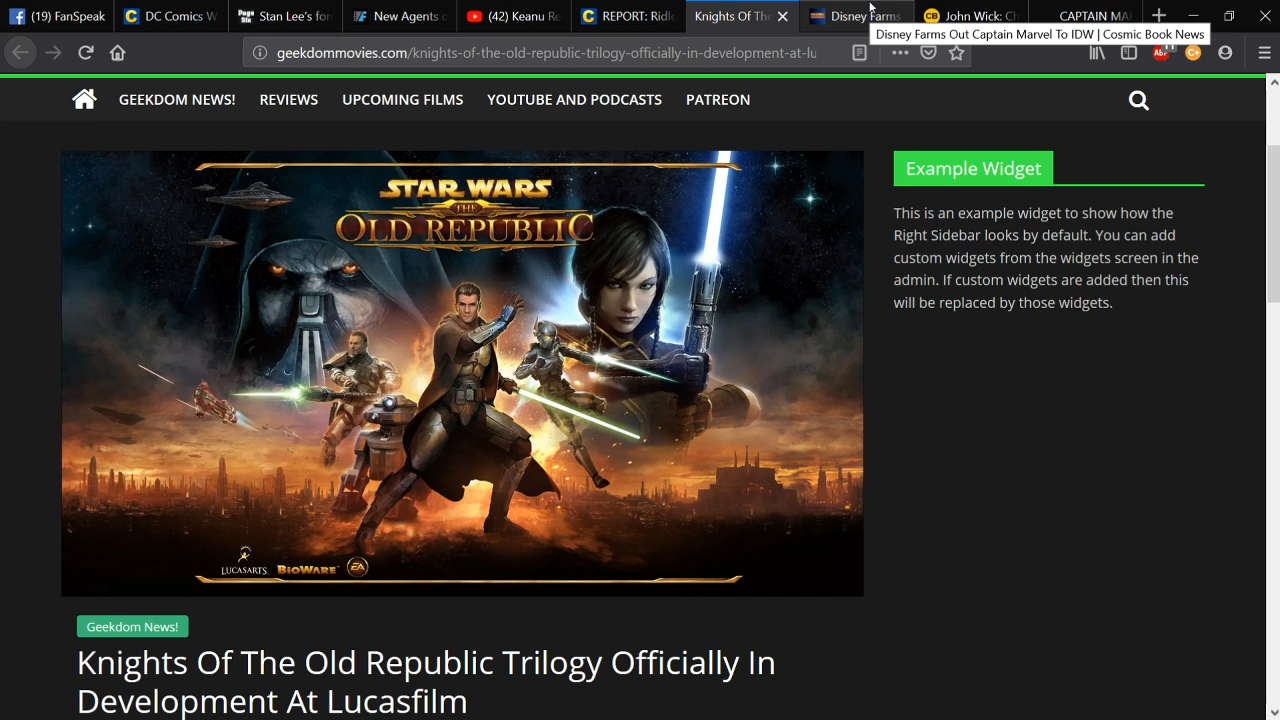 (19) FanSpeak
DC Comics W
Stan Lee's for
New Agents o
(42) Keanu Re
REPORT: Ridle
Knights Of The
Disney Farms
John Wick: Ch
CAPTAIN MA
Disney Farms Out Captain Marvel To IDW | Cosmic Book News
geekdommovies.com/knights-of-the-old-republic-trilogy-officially-in-development-at-lu
ABP
11
GEEKDOM NEWS!
REVIEWS
UPCOMING FILMS
YOUTUBE AND PODCASTS
PATREON
STAR WARS
THE
OLD REPUBLIC
LUCASARTS
BIOWARE
EA
Example Widget
This is an example widget to show how the
Right Sidebar looks by default. You can add
custom widgets from the widgets screen in the
admin. If custom widgets are added then this
will be replaced by those widgets.
Geekdom News!
Knights Of The Old Republic Trilogy Officially In
Development At Lucasfilm